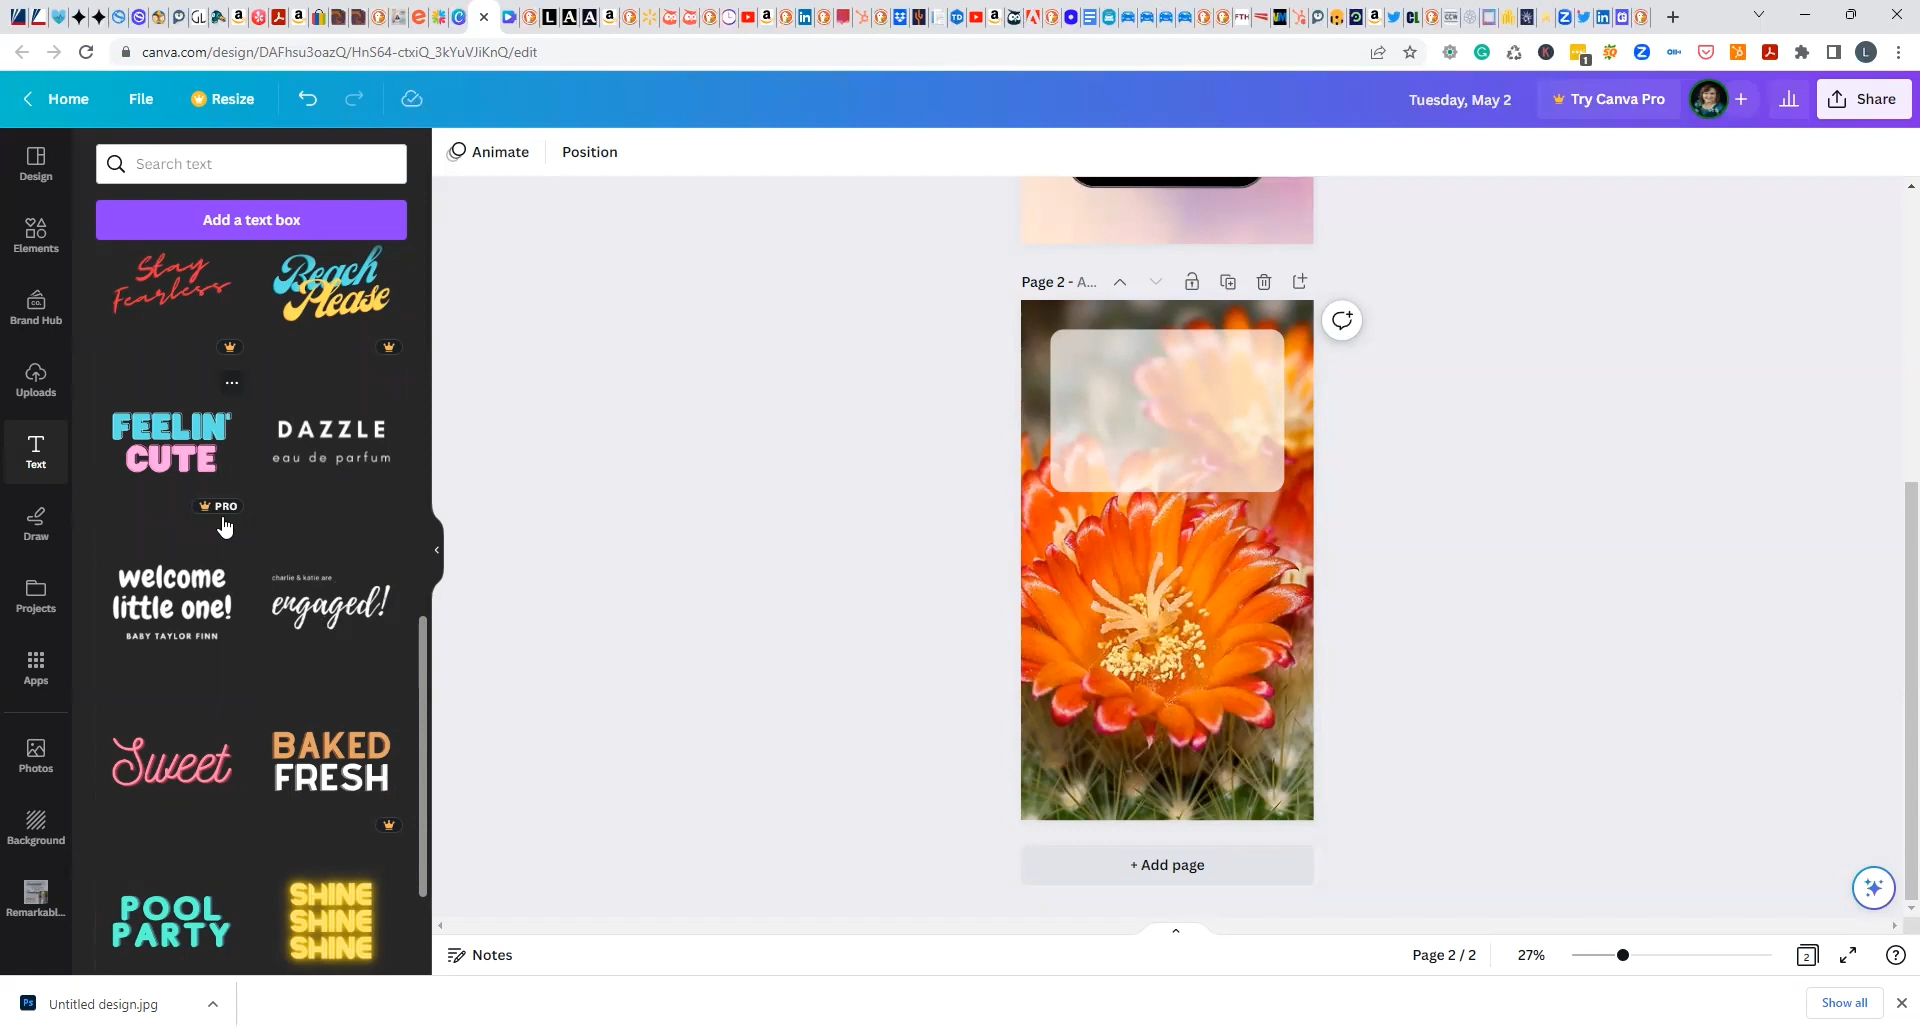 canva.com/design/DAFhsu3oazQ/HnS64-ctxiQ_3kYuVJiKnQ/edit
Home
File
Resize
Tuesday, May 2
Try Canva Pro
Share
Design
Elements
Brand Hub
Uploads
Text
Draw
Projects
Apps
Photos
Background
Remarkabl...
Search text
Add a text box
Stay
Fearless
Beach
Please
FEELIN'
CUTE
DAZZLE
eau de parfum
PRO
welcome
little one!
BABY TAYLOR FINN
charlie & katie are
engaged!
Sweet
BAKED
FRESH
POOL
PARTY
SHINE
SHINE
SHINE
Animate
Position
Page 2 - A...
+ Add page
Notes
Page 2 / 2
27%
2
Untitled design.jpg
Show all